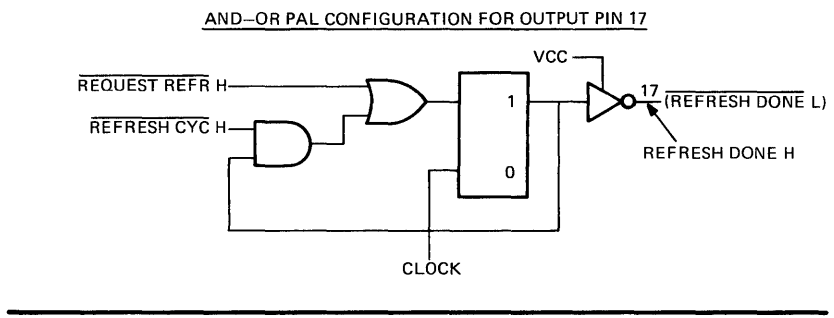 AND–OR PAL CONFIGURATION FOR OUTPUT PIN 17
VCC
REQUEST REFR H
1
17
(REFRESH DONE L)
REFRESH CYC H
REFRESH DONE H
0
CLOCK